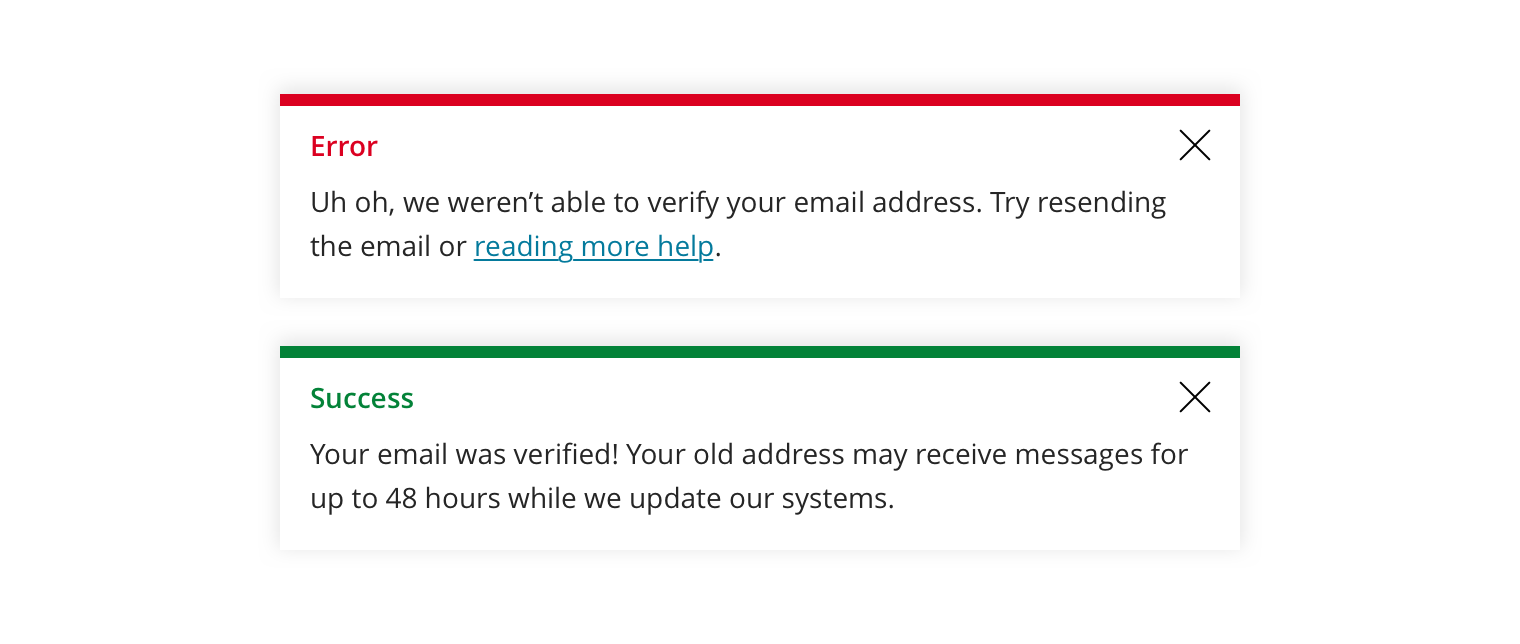 Error
Uh oh, we weren’t able to verify your email address. Try resending
the email or reading more help.
Success
Your email was verified! Your old address may receive messages for
up to 48 hours while we update our systems.